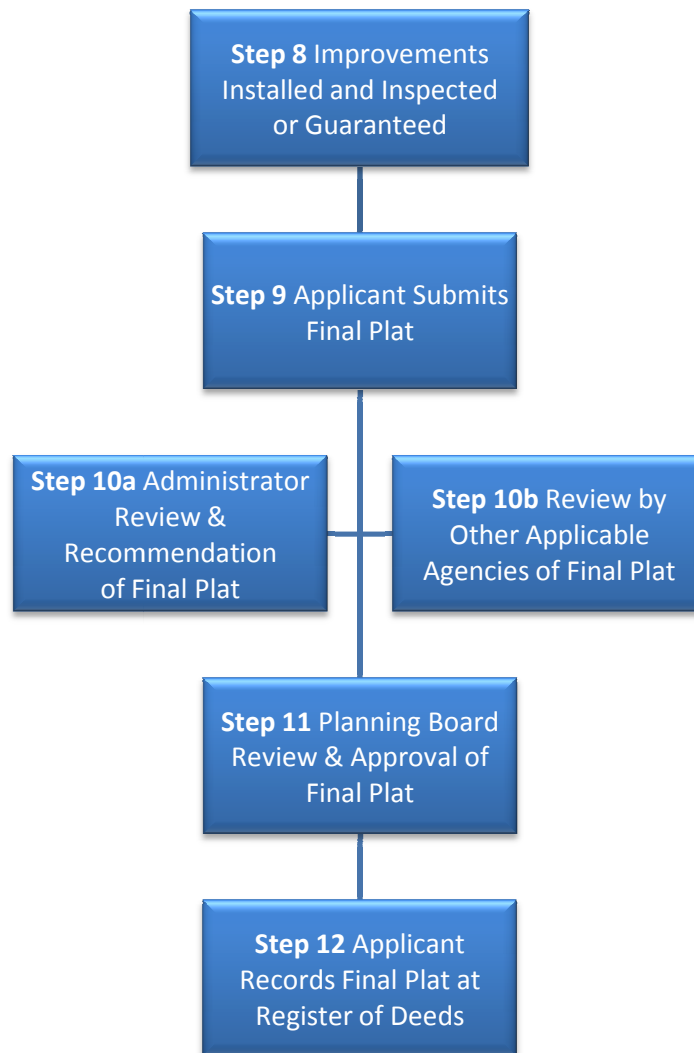 Step 8 Improvements
Installed and Inspected
or Guaranteed
Step 9 Applicant Submits
Final Plat
Step 10a Administrator
Review &
Recommendation
of Final Plat
Step 10b Review by
Other Applicable
Agencies of Final Plat
Step 11 Planning Board
Review & Approval of
Final Plat
Step 12 Applicant
Records Final Plat at
Register of Deeds